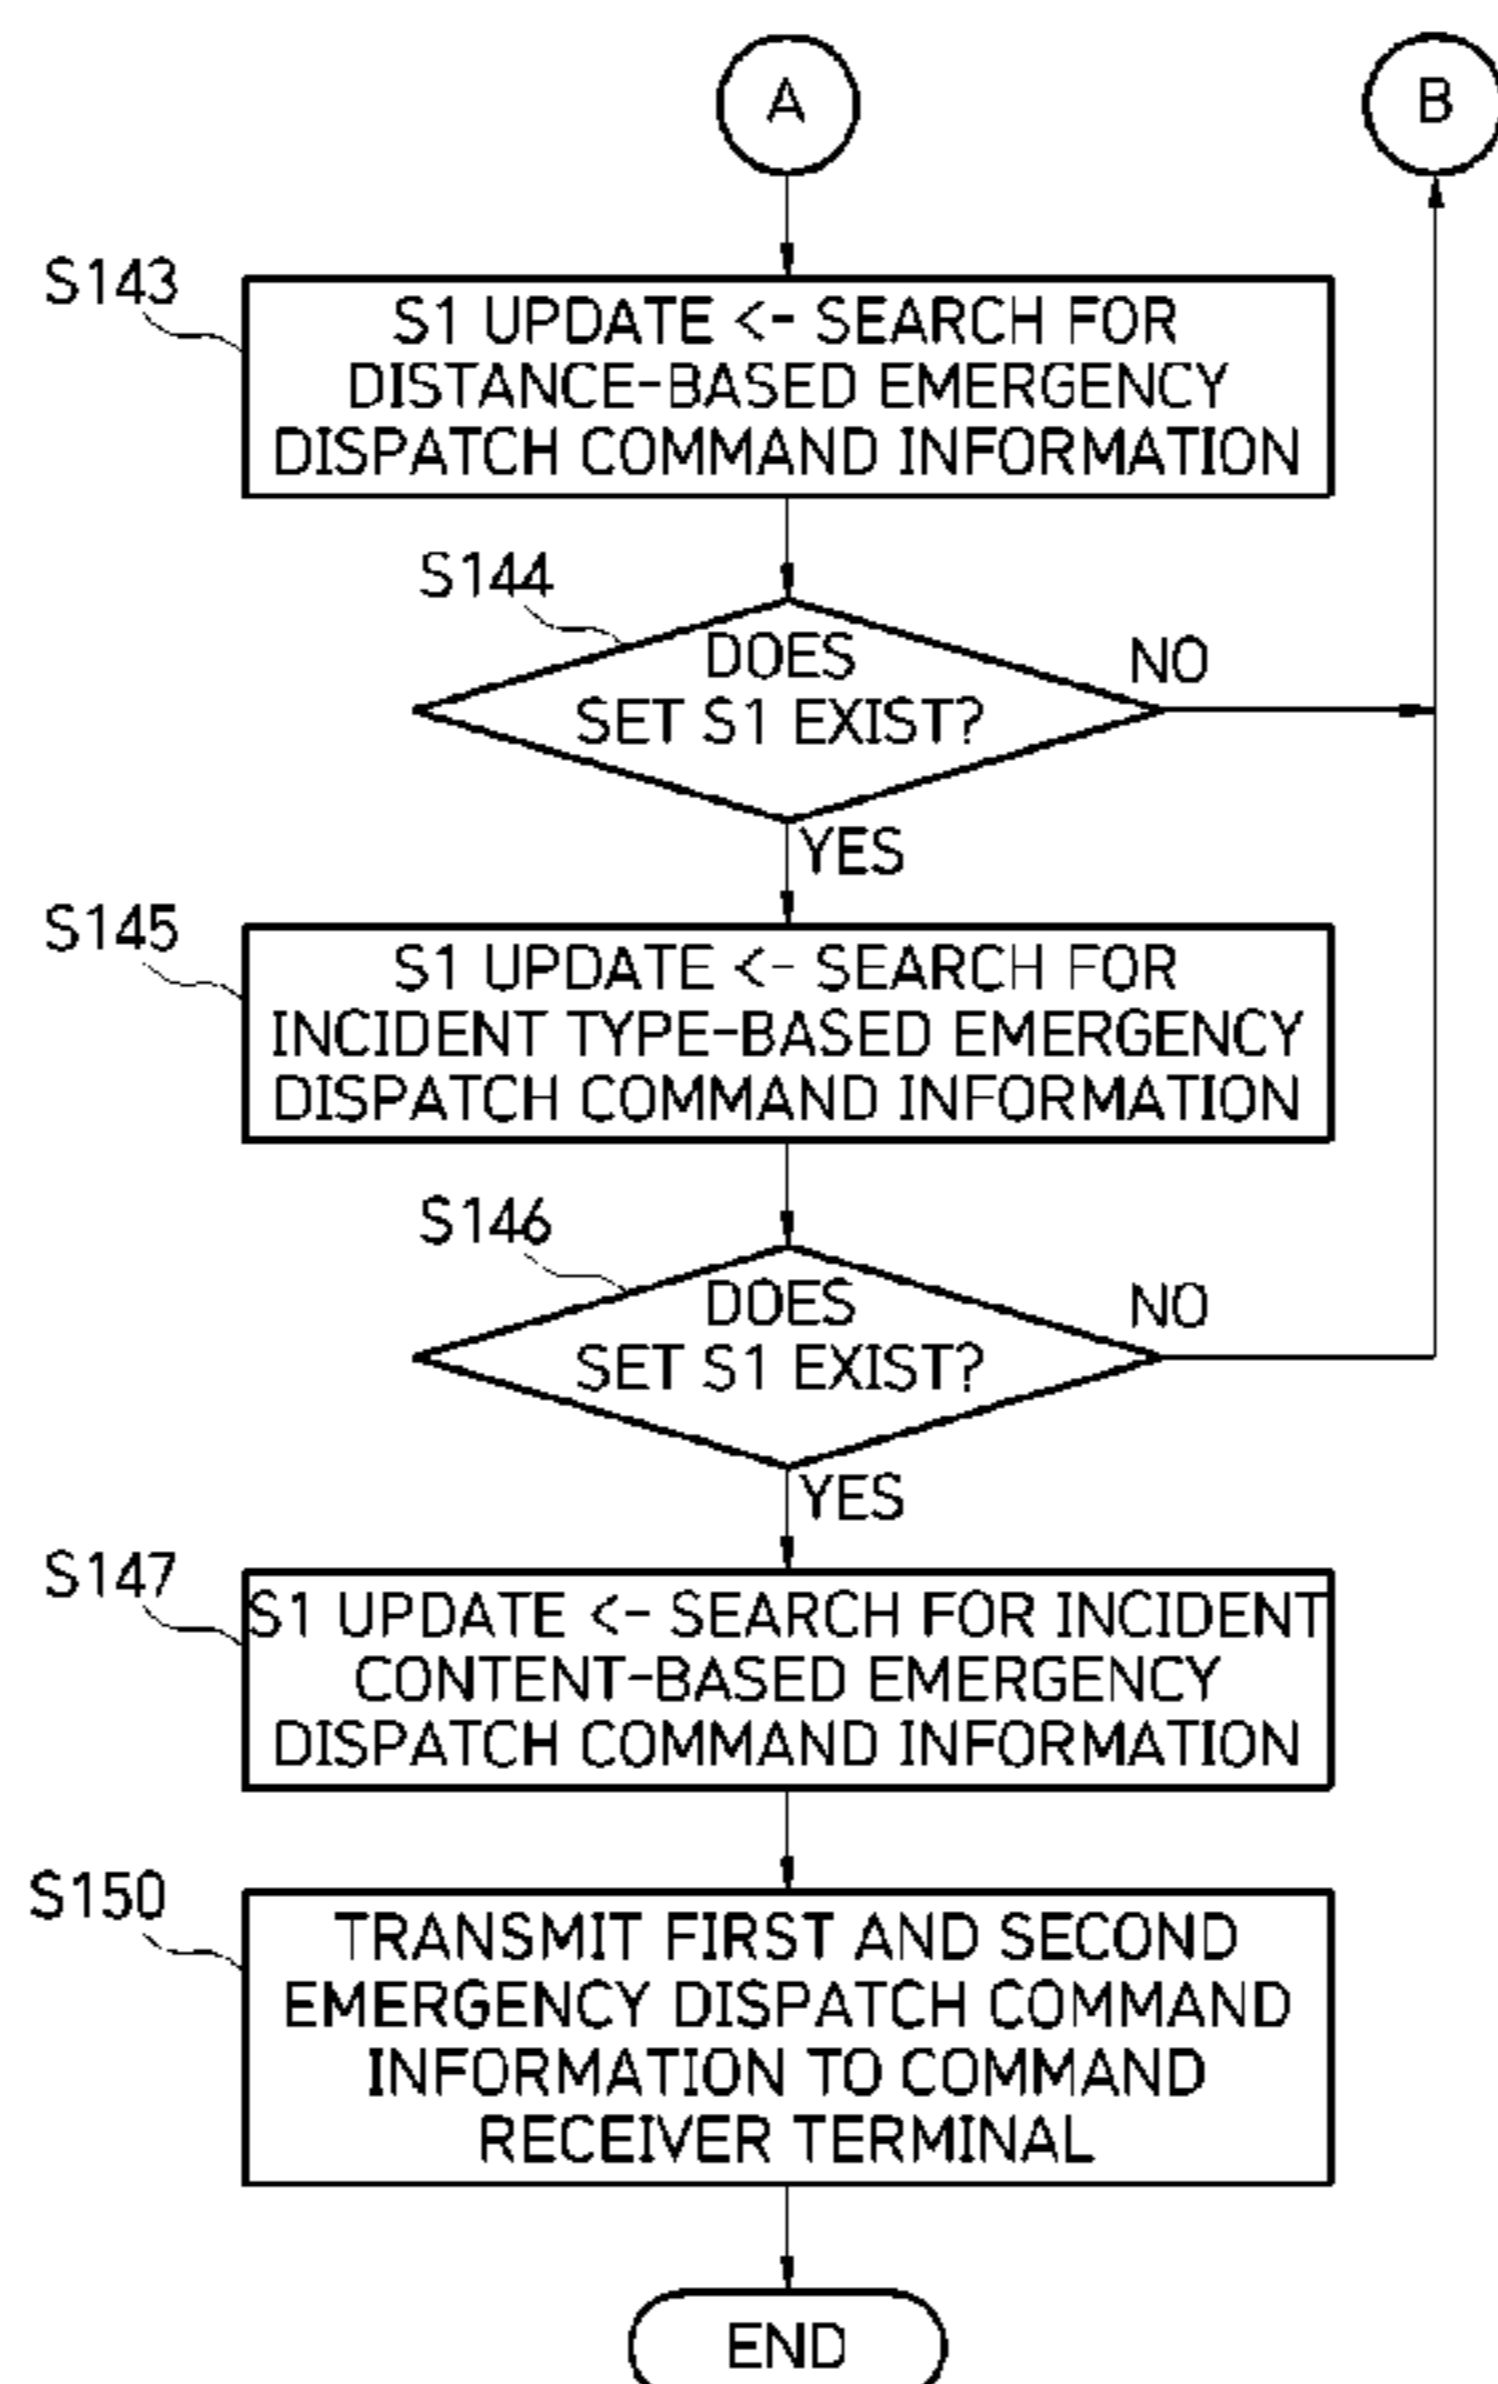 A
B
S143
S1 UPDATE <- SEARCH FOR
DISTANCE-BASED EMERGENCY
DISPATCH COMMAND INFORMATION
S144
DOES
SET S1 EXIST?
NO
YES
S145
S1 UPDATE <- SEARCH FOR
INCIDENT TYPE-BASED EMERGENCY
DISPATCH COMMAND INFORMATION
S146
DOES
SET S1 EXIST?
NO
YES
S147
S1 UPDATE <- SEARCH FOR INCIDENT
CONTENT-BASED EMERGENCY
DISPATCH COMMAND INFORMATION
S150
TRANSMIT FIRST AND SECOND
EMERGENCY DISPATCH COMMAND
INFORMATION TO COMMAND
RECEIVER TERMINAL
END